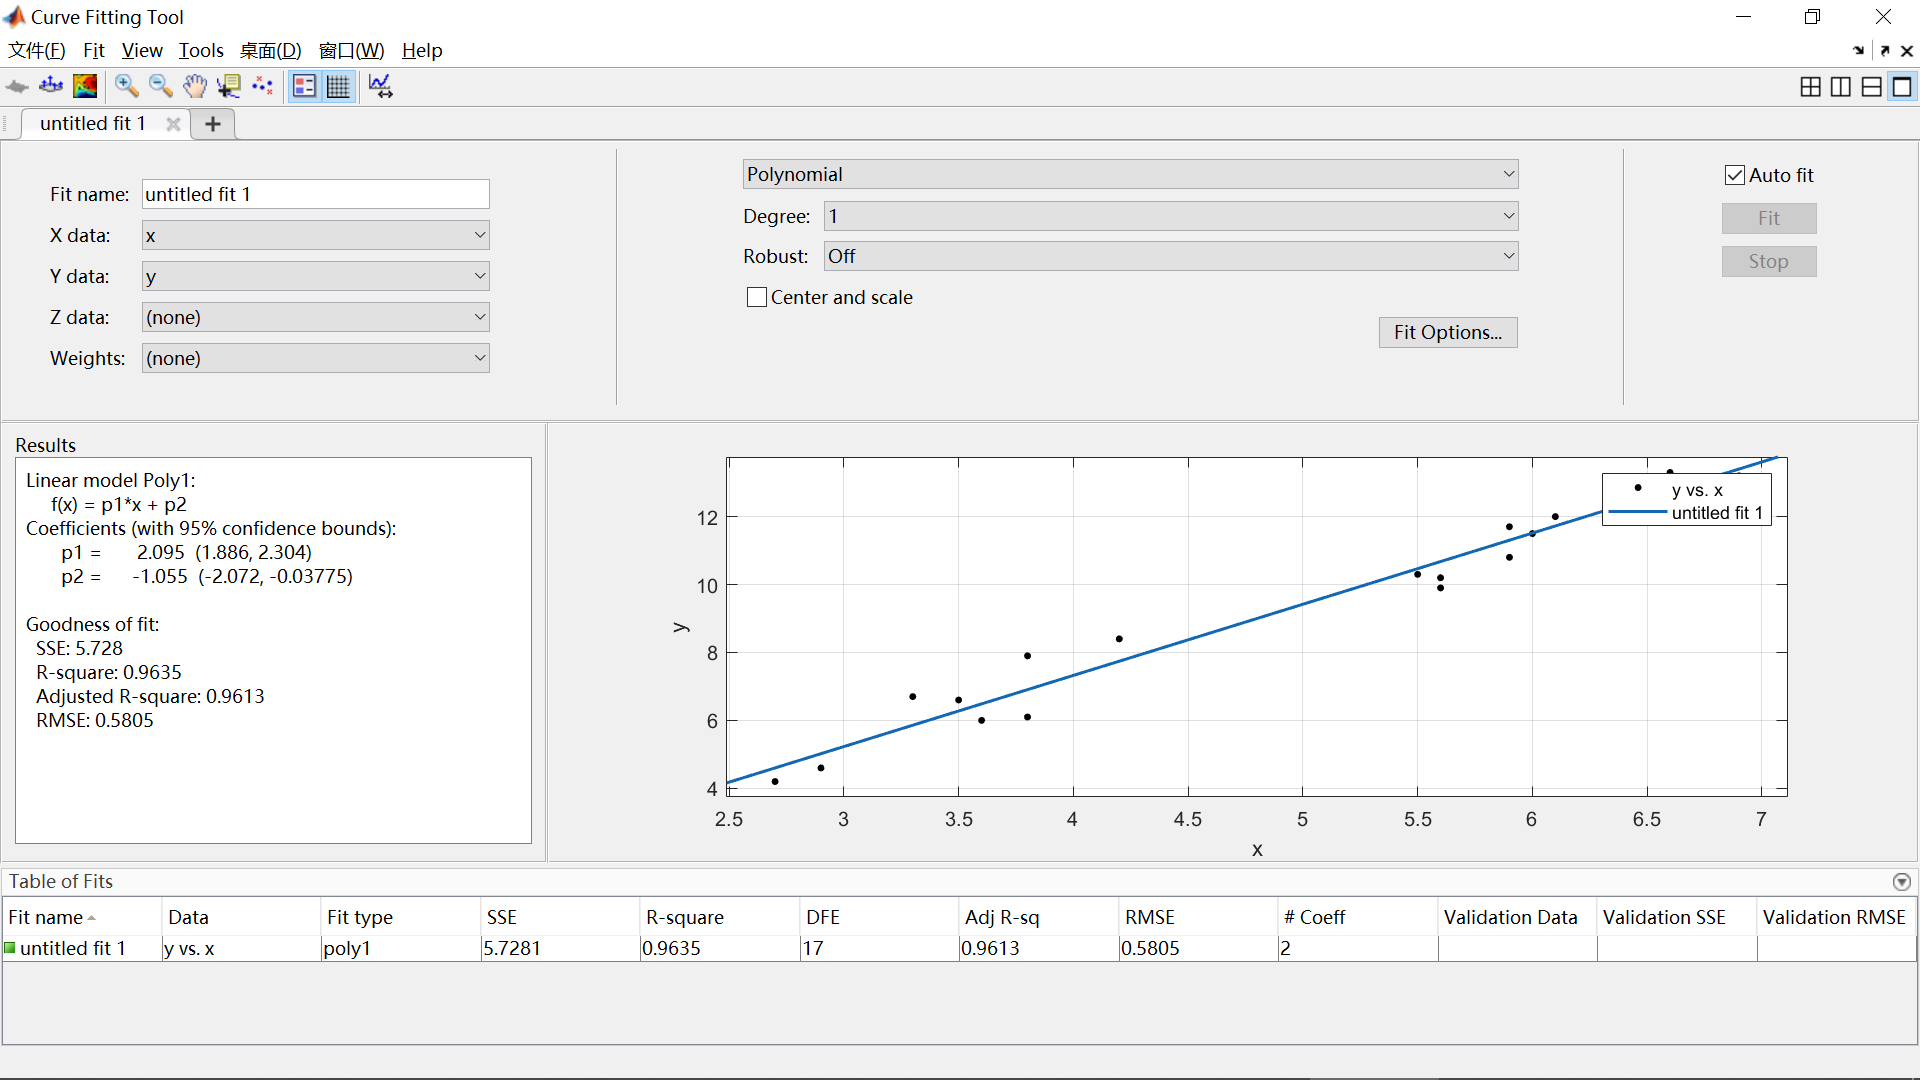 Curve Fitting Tool
文件(F) Fit View Tools 桌面(D) 窗口(W) Help
untitled fit 1
Fit name: untitled fit 1
X data: x
Y data: y
Z data: (none)
Weights: (none)
Polynomial
Degree: 1
Robust: Off
Center and scale
Fit Options...
Auto fit
Fit
Stop
Results
Linear model Poly1:
f(x) = p1*x + p2
Coefficients (with 95% confidence bounds):
p1 = 2.095 (1.886, 2.304)
p2 = -1.055 (-2.072, -0.03775)
Goodness of fit:
SSE: 5.728
R-square: 0.9635
Adjusted R-square: 0.9613
RMSE: 0.5805
y vs. x
untitled fit 1
12
10
8
6
4
y
2.5 3 3.5 4 4.5 5 5.5 6 6.5 7
x
Table of Fits
Fit name Data Fit type SSE R-square DFE Adj R-sq RMSE # Coeff Validation Data Validation SSE Validation RMSE
untitled fit 1 y vs. x poly1 5.7281 0.9635 17 0.9613 0.5805 2